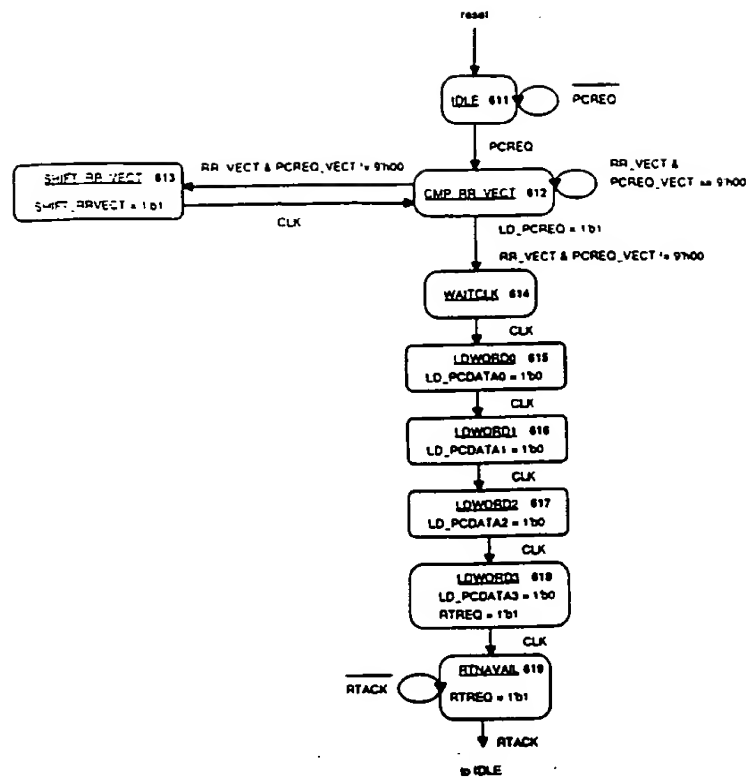 reset
IDLE 611
PCREQ
PCREQ
SHIFT_RR_VECT 613
SHIFT_RRVECT = 1'b1
RR_VECT & PCREQ_VECT != 9'h00
CLK
CMP_RR_VECT 612
RR_VECT &
PCREQ_VECT == 9'h00
LD_PCREQ = 1'b1
RR_VECT & PCREQ_VECT != 9'h00
WAITCLK 614
CLK
LDWORD0 615
LD_PCDATA0 = 1'b0
CLK
LDWORD1 616
LD_PCDATA1 = 1'b0
CLK
LDWORD2 617
LD_PCDATA2 = 1'b0
CLK
LDWORD3 618
LD_PCDATA3 = 1'b0
RTREQ = 1'b1
CLK
RTNAVAIL 619
RTREQ = 1'b1
RTACK
RTACK
to IDLE